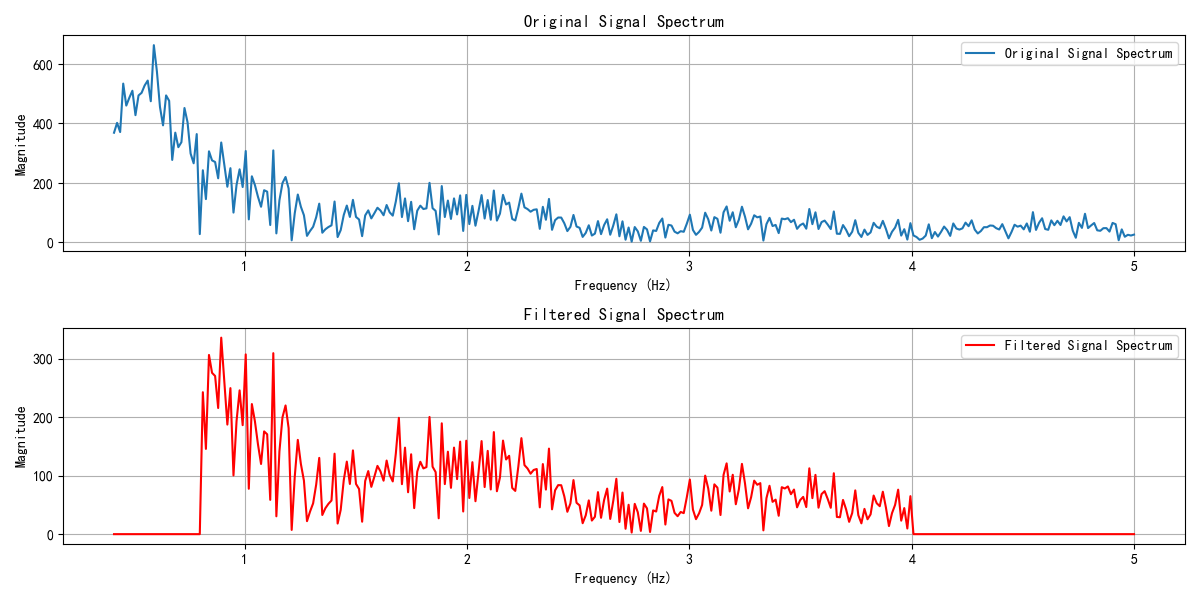 Original Signal Spectrum
Original Signal Spectrum
Magnitude
600
400
200
0
1 2 3 4 5
Frequency (Hz)
Filtered Signal Spectrum
Filtered Signal Spectrum
Magnitude
300
200
100
0
1 2 3 4 5
Frequency (Hz)